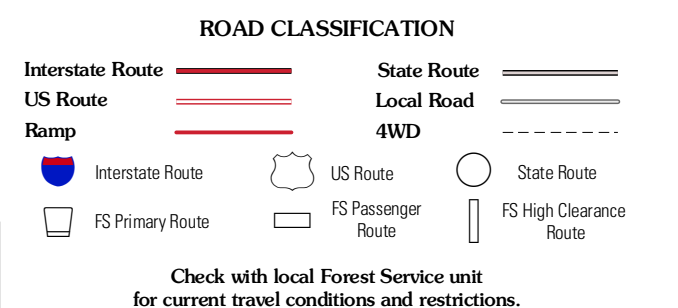 ROAD CLASSIFICATION
Interstate Route
State Route
US Route
Local Road
Ramp
4WD
Interstate Route
US Route
State Route
FS Primary Route
FS Passenger
Route
FS High Clearance
Route
Check with local Forest Service unit
for current travel conditions and restrictions.